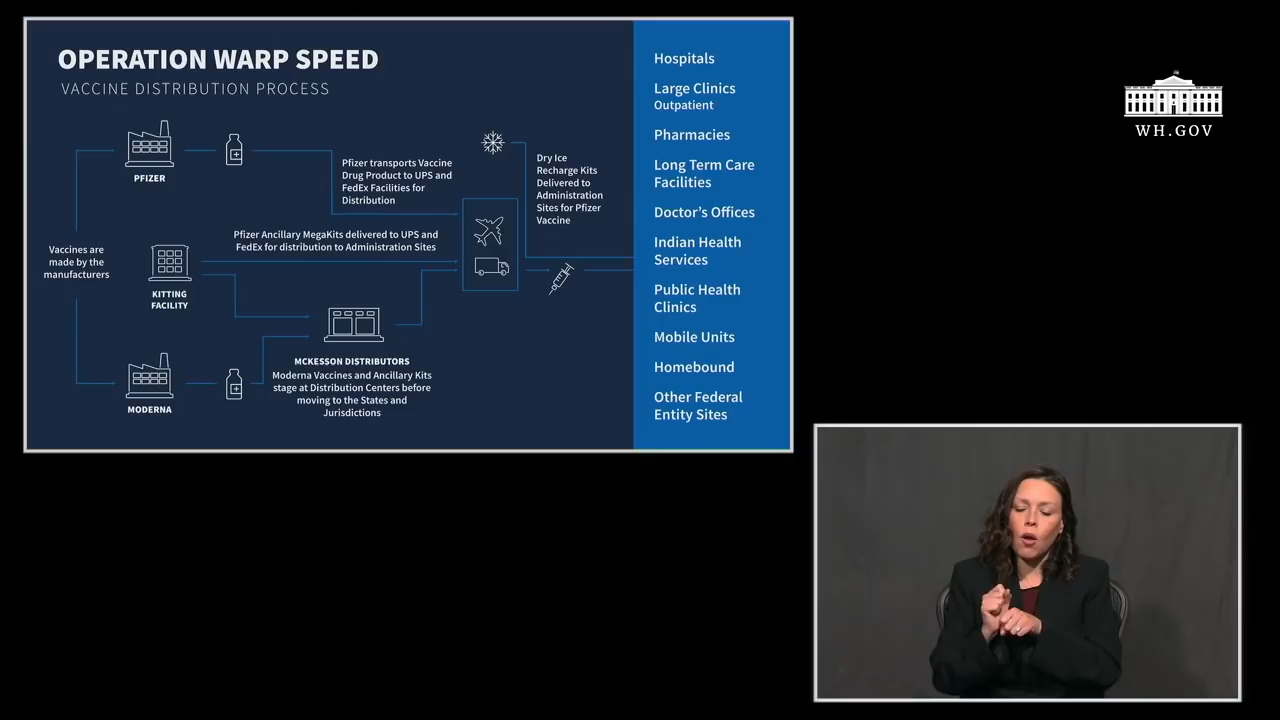 OPERATION WARP SPEED
VACCINE DISTRIBUTION PROCESS
PFIZER
Pfizer transports Vaccine
Drug Product to UPS and
FedEx Facilities for
Distribution
Dry Ice
Recharge Kits
Delivered to
Administration
Sites for Pfizer
Vaccine
Vaccines are
made by the
manufacturers
Pfizer Ancillary MegaKits delivered to UPS and
FedEx for distribution to Administration Sites
KITTING
FACILITY
MCKESSON DISTRIBUTORS
Moderna Vaccines and Ancillary Kits
stage at Distribution Centers before
moving to the States and
Jurisdictions
MODERNA
Hospitals
Large Clinics
Outpatient
Pharmacies
Long Term Care
Facilities
Doctor's Offices
Indian Health
Services
Public Health
Clinics
Mobile Units
Homebound
Other Federal
Entity Sites
WH.GOV